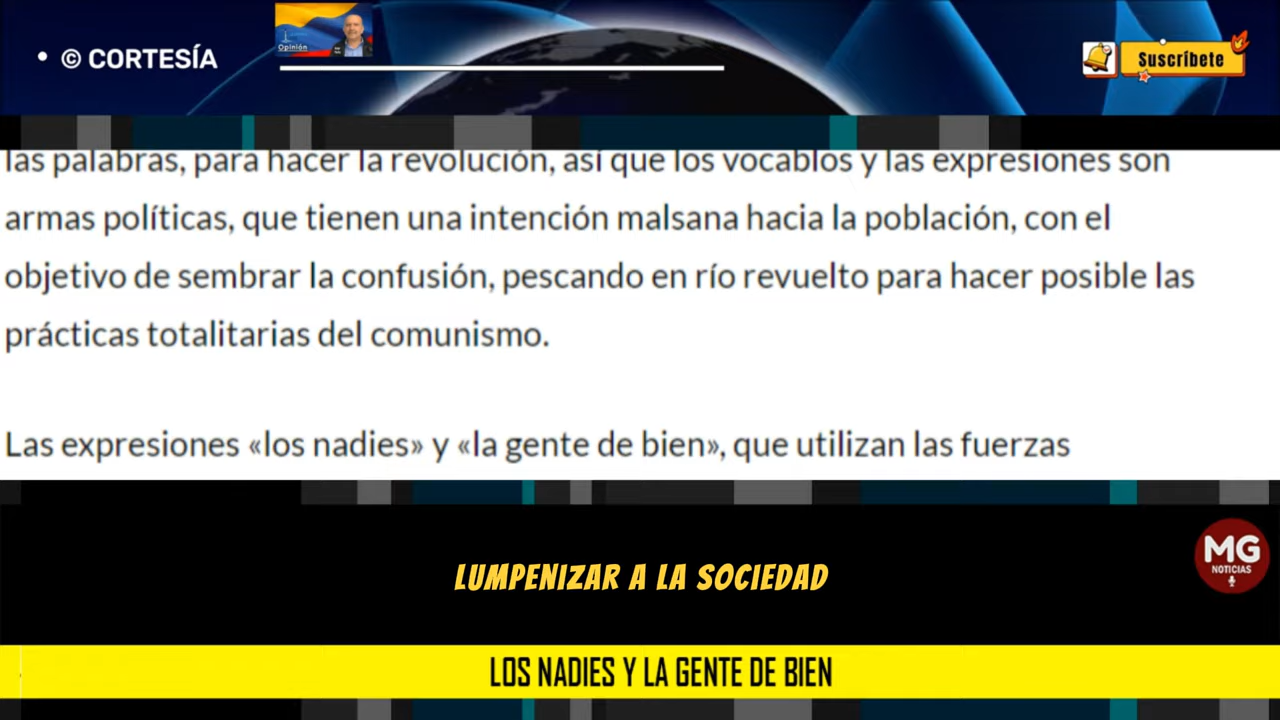 • © CORTESÍA
Opinión
Suscríbete
las palabras, para hacer la revolución, así que los vocablos y las expresiones son
armas políticas, que tienen una intención malsana hacia la población, con el
objetivo de sembrar la confusión, pescando en río revuelto para hacer posible las
prácticas totalitarias del comunismo.
Las expresiones «los nadies» y «la gente de bien», que utilizan las fuerzas
LUMPENIZAR A LA SOCIEDAD
MG
NOTICIAS
LOS NADIES Y LA GENTE DE BIEN